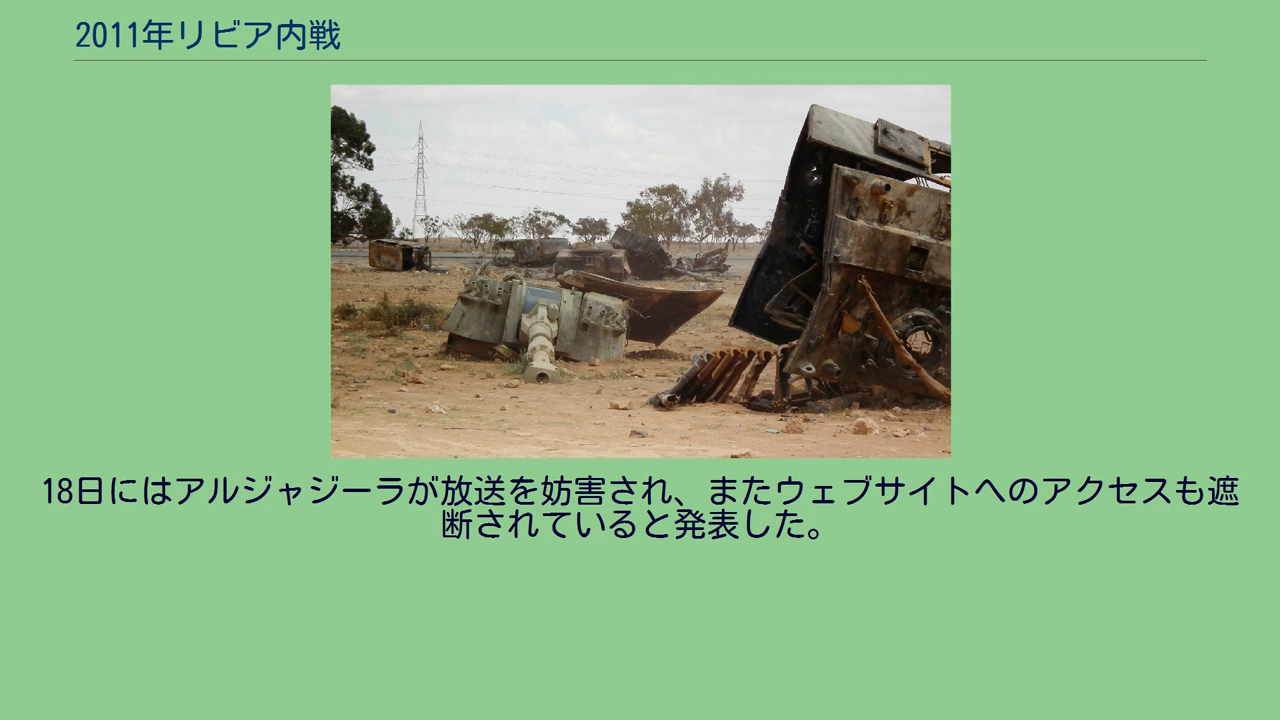 2011年リビア内戦
18日にはアルジャジーラが放送を妨害され、またウェブサイトへのアクセスも遮
断されていると発表した。